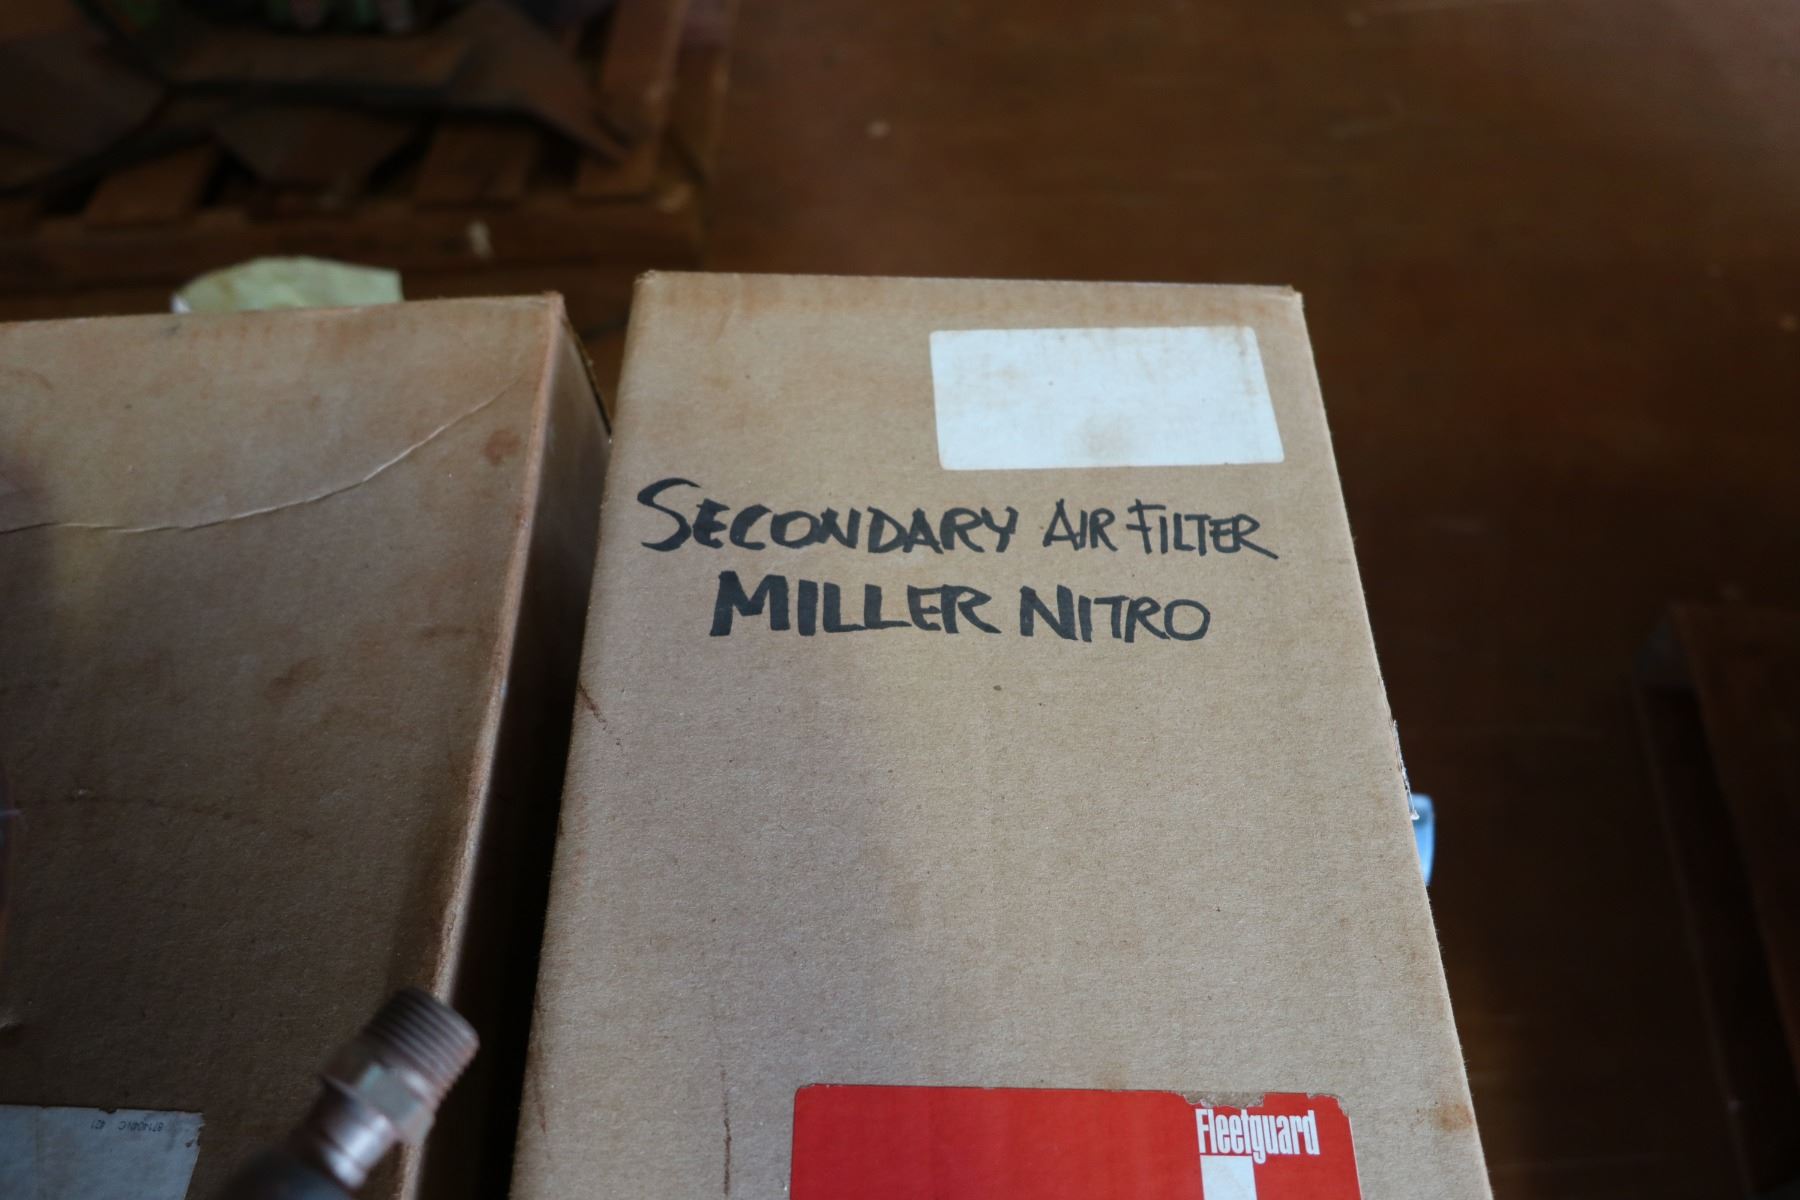 SECONDARY AIR FILTER
MILLER NITRO
Fleetguard